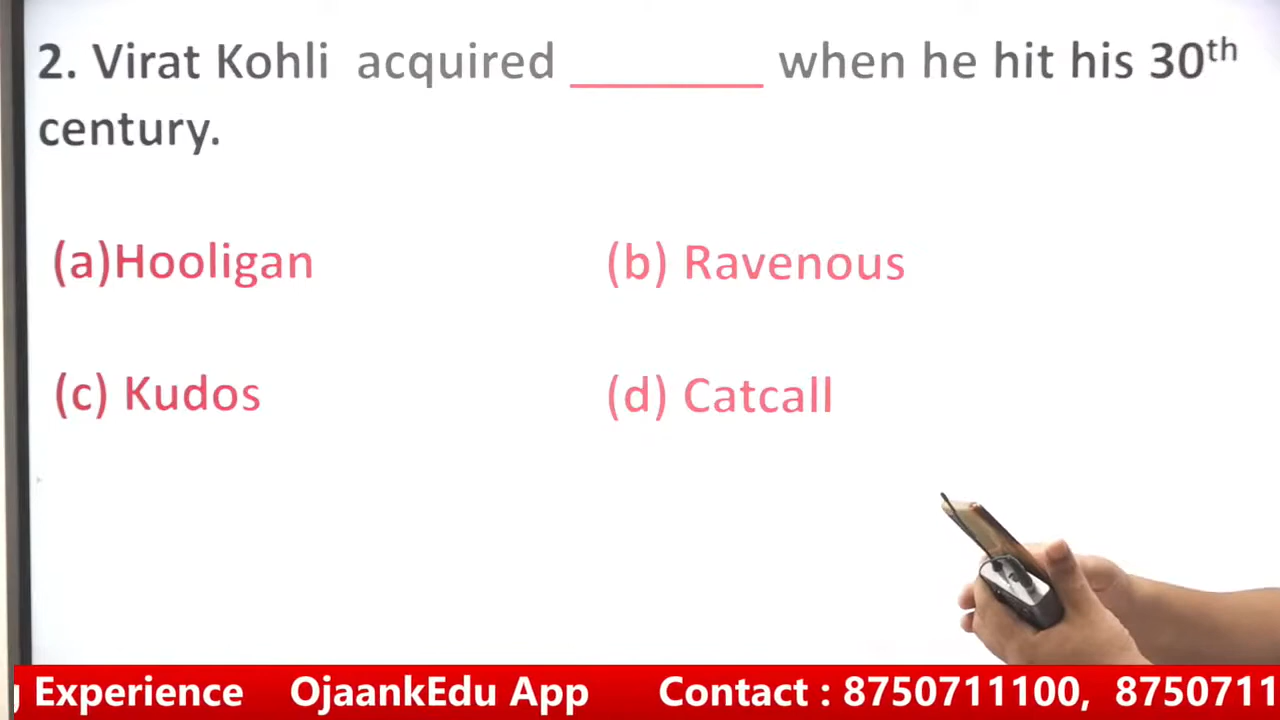 2. Virat Kohli acquired ________ when he hit his 30th
century.
(a)Hooligan (b) Ravenous
(c) Kudos (d) Catcall
Experience OjaankEdu App Contact : 8750711100, 8750711